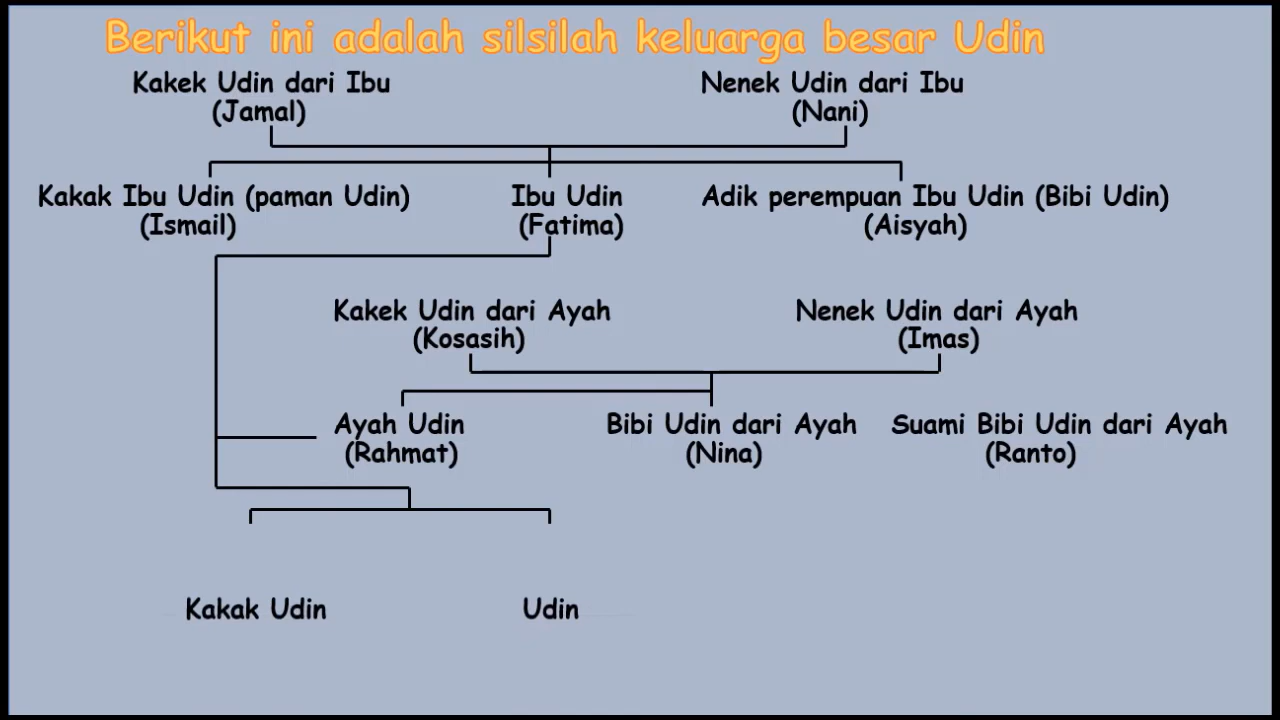 Berikut ini adalah silsilah keluarga besar Udin
Kakek Udin dari Ibu
(Jamal)
Nenek Udin dari Ibu
(Nani)
Kakak Ibu Udin (paman Udin)
(Ismail)
Ibu Udin
(Fatima)
Adik perempuan Ibu Udin (Bibi Udin)
(Aisyah)
Kakek Udin dari Ayah
(Kosasih)
Nenek Udin dari Ayah
(Imas)
Ayah Udin
(Rahmat)
Bibi Udin dari Ayah
(Nina)
Suami Bibi Udin dari Ayah
(Ranto)
Kakak Udin
Udin